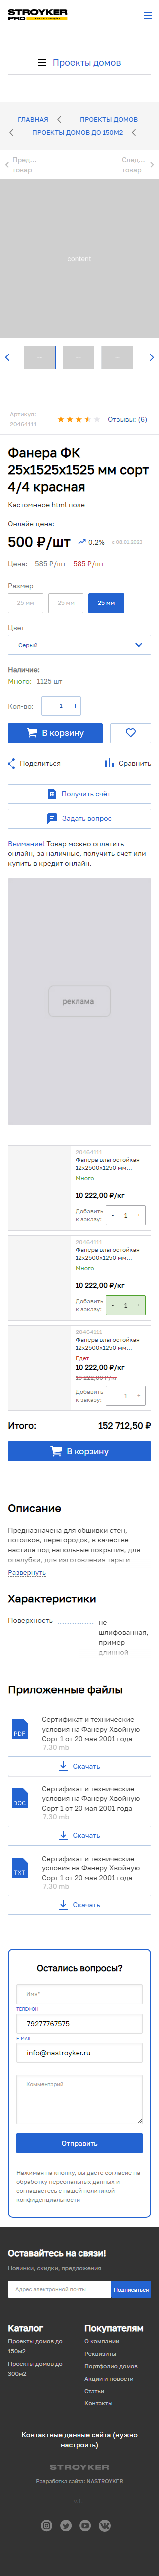 STROYKER
PRO
Проекты домов
ГЛАВНАЯ ПРОЕКТЫ ДОМОВ
ПРОЕКТЫ ДОМОВ ДО 150М2
Пред...
товар
След...
товар
content
Артикул:
20464111
Отзывы: (6)
Фанера ФК
25x1525x1525 мм сорт
4/4 красная
Кастомнное html поле
Онлайн цена:
500 ₽/шт 0.2% с 08.01.2023
Цена: 585 ₽/шт 585 ₽/шт
Размер
25 мм 25 мм 25 мм
Цвет
Серый
Наличие:
Много: 1125 шт
Кол-во: − 1 +
В корзину
Поделиться Сравнить
Получить счёт
Задать вопрос
Внимание! Товар можно оплатить
онлайн, за наличные, получить счет или
купить в кредит онлайн.
реклама
20464111
Фанера влагостойкая
12х2500х1250 мм...
Много
10 222,00 ₽/кг
Добавить
к заказу: - 1 +
20464111
Фанера влагостойкая
12х2500х1250 мм...
Много
10 222,00 ₽/кг
Добавить
к заказу: - 1 +
20464111
Фанера влагостойкая
12х2500х1250 мм...
Едет
10 222,00 ₽/кг
10 222,00 ₽/кг
Добавить
к заказу: - 1 +
Итого: 152 712,50 ₽
В корзину
Описание
Предназначена для обшивки стен,
потолков, перегородок, в качестве
настила под напольные покрытия, для
опалубки, для изготовления тары и
Развернуть
Характеристики
Поверхность не
шлифованная,
пример
длинной
Приложенные файлы
PDF
Сертификат и технические
условия на Фанеру Хвойную
Сорт 1 от 20 мая 2001 года
7.30 mb
Скачать
DOC
Сертификат и технические
условия на Фанеру Хвойную
Сорт 1 от 20 мая 2001 года
7.30 mb
Скачать
TXT
Сертификат и технические
условия на Фанеру Хвойную
Сорт 1 от 20 мая 2001 года
7.30 mb
Скачать
Остались вопросы?
Имя*
ТЕЛЕФОН
79277767575
E-MAIL
info@nastroyker.ru
Комментарий
Отправить
Нажимая на кнопку, вы даете согласие на
обработку персональных данных и
соглашаетесь с нашей политикой
конфиденциальности
Оставайтесь на связи!
Новинки, скидки, предложения
Адрес электронной почты Подписаться
Каталог
Проекты домов до
150м2
Проекты домов до
300м2
Покупателям
О компании
Реквизиты
Портфолио домов
Акции и новости
Статьи
Контакты
Контактные данные сайта (нужно
настроить)
STROYKER
Разработка сайта: NASTROYKER